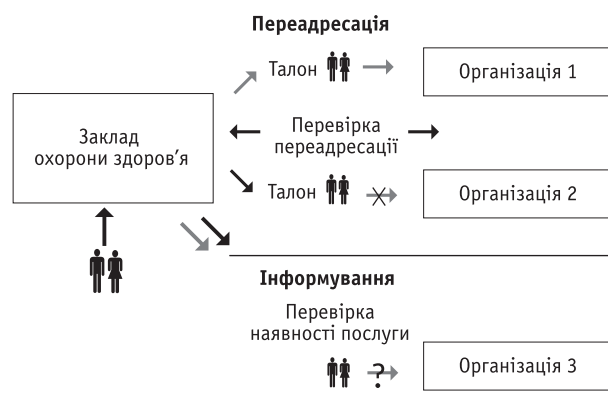 Переадресація
Талон
Організація 1
Заклад
охорони здоров′я
Перевірка
переадресації
Талон
Організація 2
Інформування
Перевірка
наявності послуги
?
Організація 3